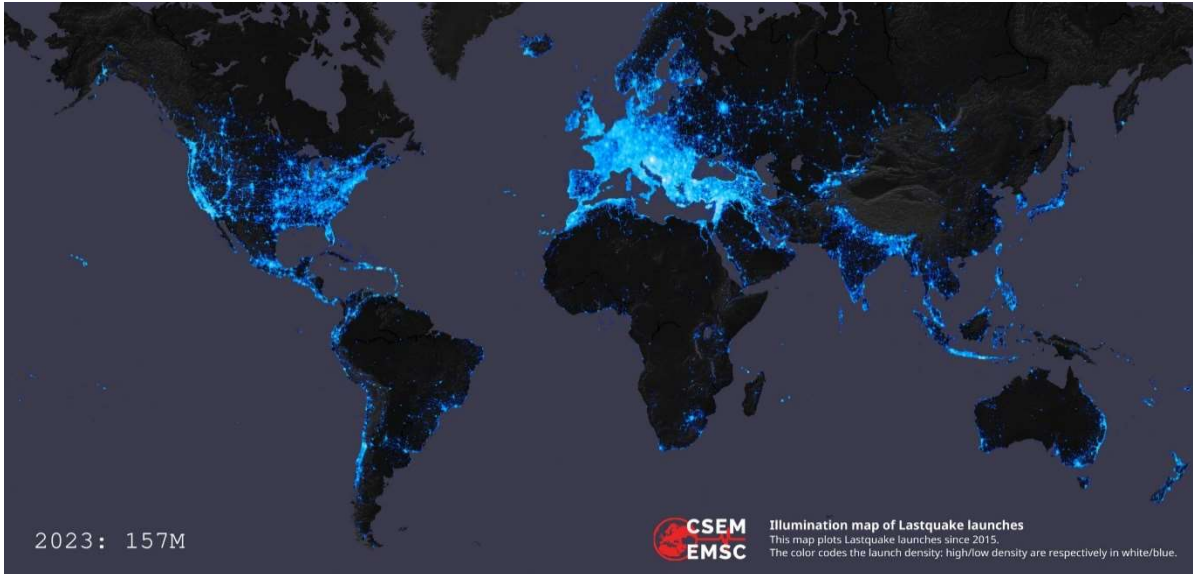 2023: 157M
CSEM
EMSC
Illumination map of Lastquake launches
This map plots Lastquake launches since 2015.
The color codes the launch density: high/low density are respectively in white/blue.